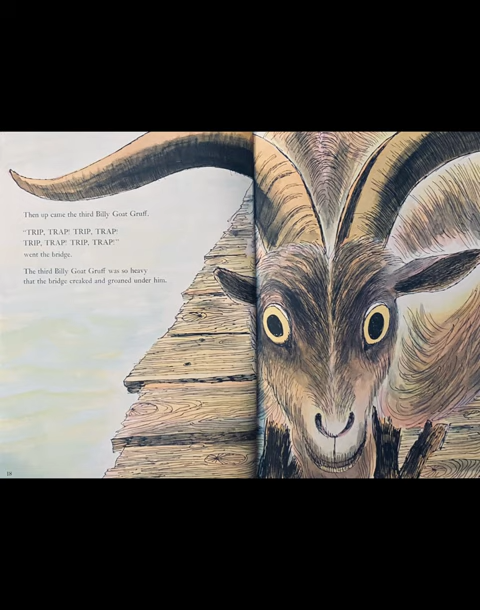 Then up came the third Billy Goat Gruff.
"TRIP, TRAP! TRIP, TRAP!
TRIP, TRAP! TRIP, TRAP!"
went the bridge.
The third Billy Goat Gruff was so heavy
that the bridge creaked and groaned under him.
18